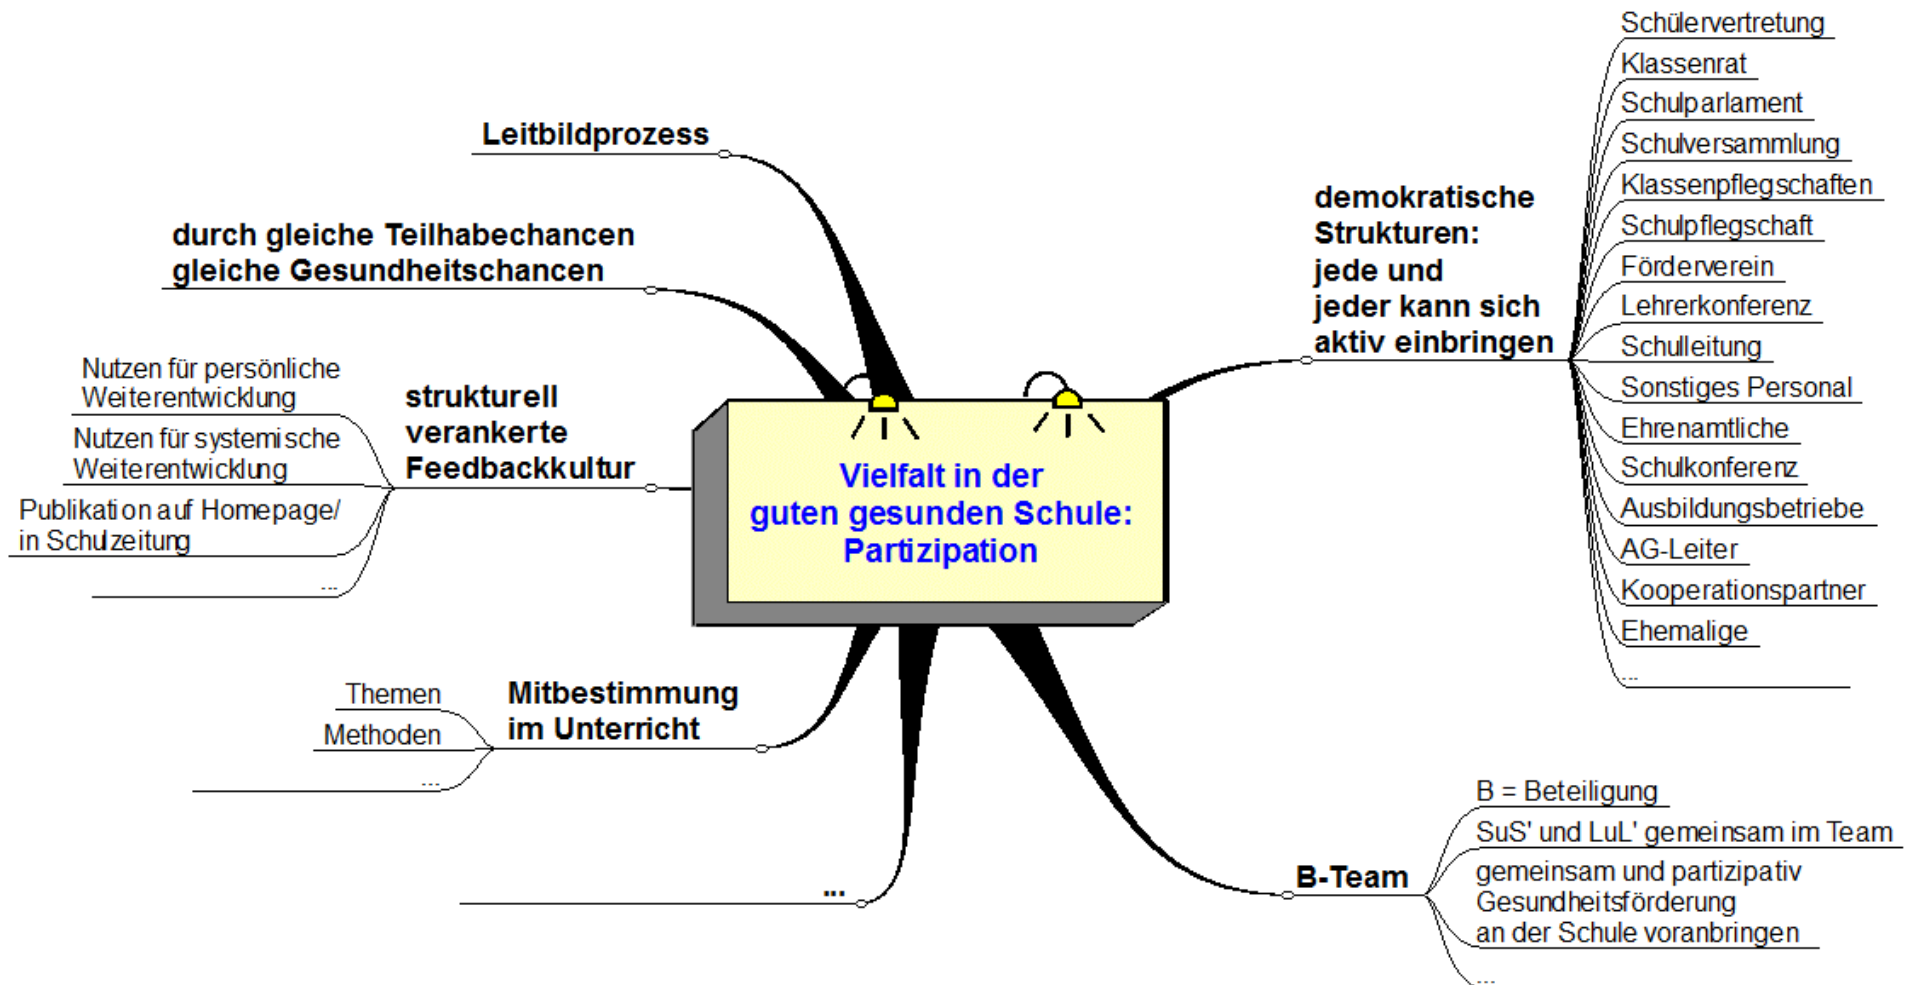 Vielfalt in der
guten gesunden Schule:
Partizipation
Leitbildprozess
durch gleiche Teilhabechancen
gleiche Gesundheitschancen
strukturell
verankerte
Feedbackkultur
Nutzen für persönliche
Weiterentwicklung
Nutzen für systemische
Weiterentwicklung
Publikation auf Homepage/
in Schulzeitung
...
Mitbestimmung
im Unterricht
Themen
Methoden
...
...
demokratische
Strukturen:
jede und
jeder kann sich
aktiv einbringen
Schülervertretung
Klassenrat
Schulparlament
Schulversammlung
Klassenpflegschaften
Schulpflegschaft
Förderverein
Lehrerkonferenz
Schulleitung
Sonstiges Personal
Ehrenamtliche
Schulkonferenz
Ausbildungsbetriebe
AG-Leiter
Kooperationspartner
Ehemalige
...
B-Team
B = Beteiligung
SuS' und LuL' gemeinsam im Team
gemeinsam und partizipativ
Gesundheitsförderung
an der Schule voranbringen
...